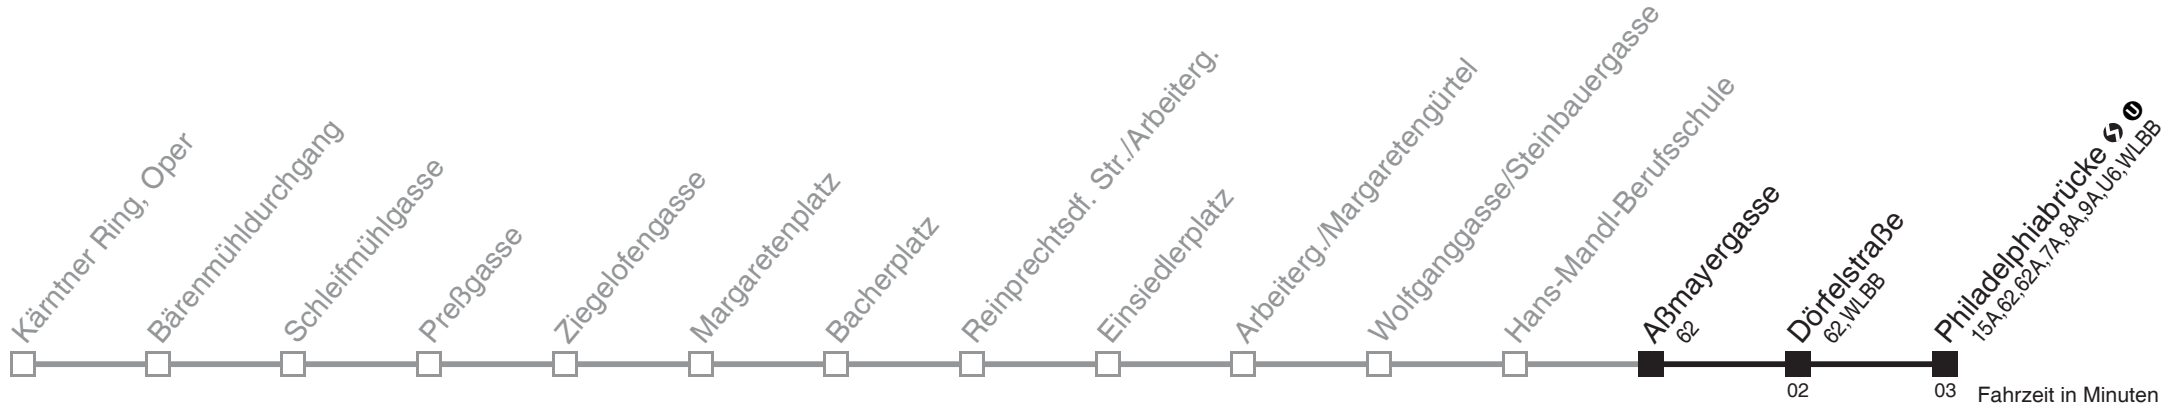 Kärntner Ring, Oper
Bärenmühldurchgang
Schleifmühlgasse
Preßgasse
Ziegelofengasse
Margaretenplatz
Bacherplatz
Reinprechtsdf. Str./Arbeiterg.
Einsiedlerplatz
Arbeiterg./Margaretengürtel
Wolfganggasse/Steinbauergasse
Hans-Mandl-Berufsschule
Aßmayergasse
62
Dörfelstraße
62,WLBB
Philadelphiabrücke U
15A,62,62A,7A,8A,9A,U6,WLBB
02
03
Fahrzeit in Minuten